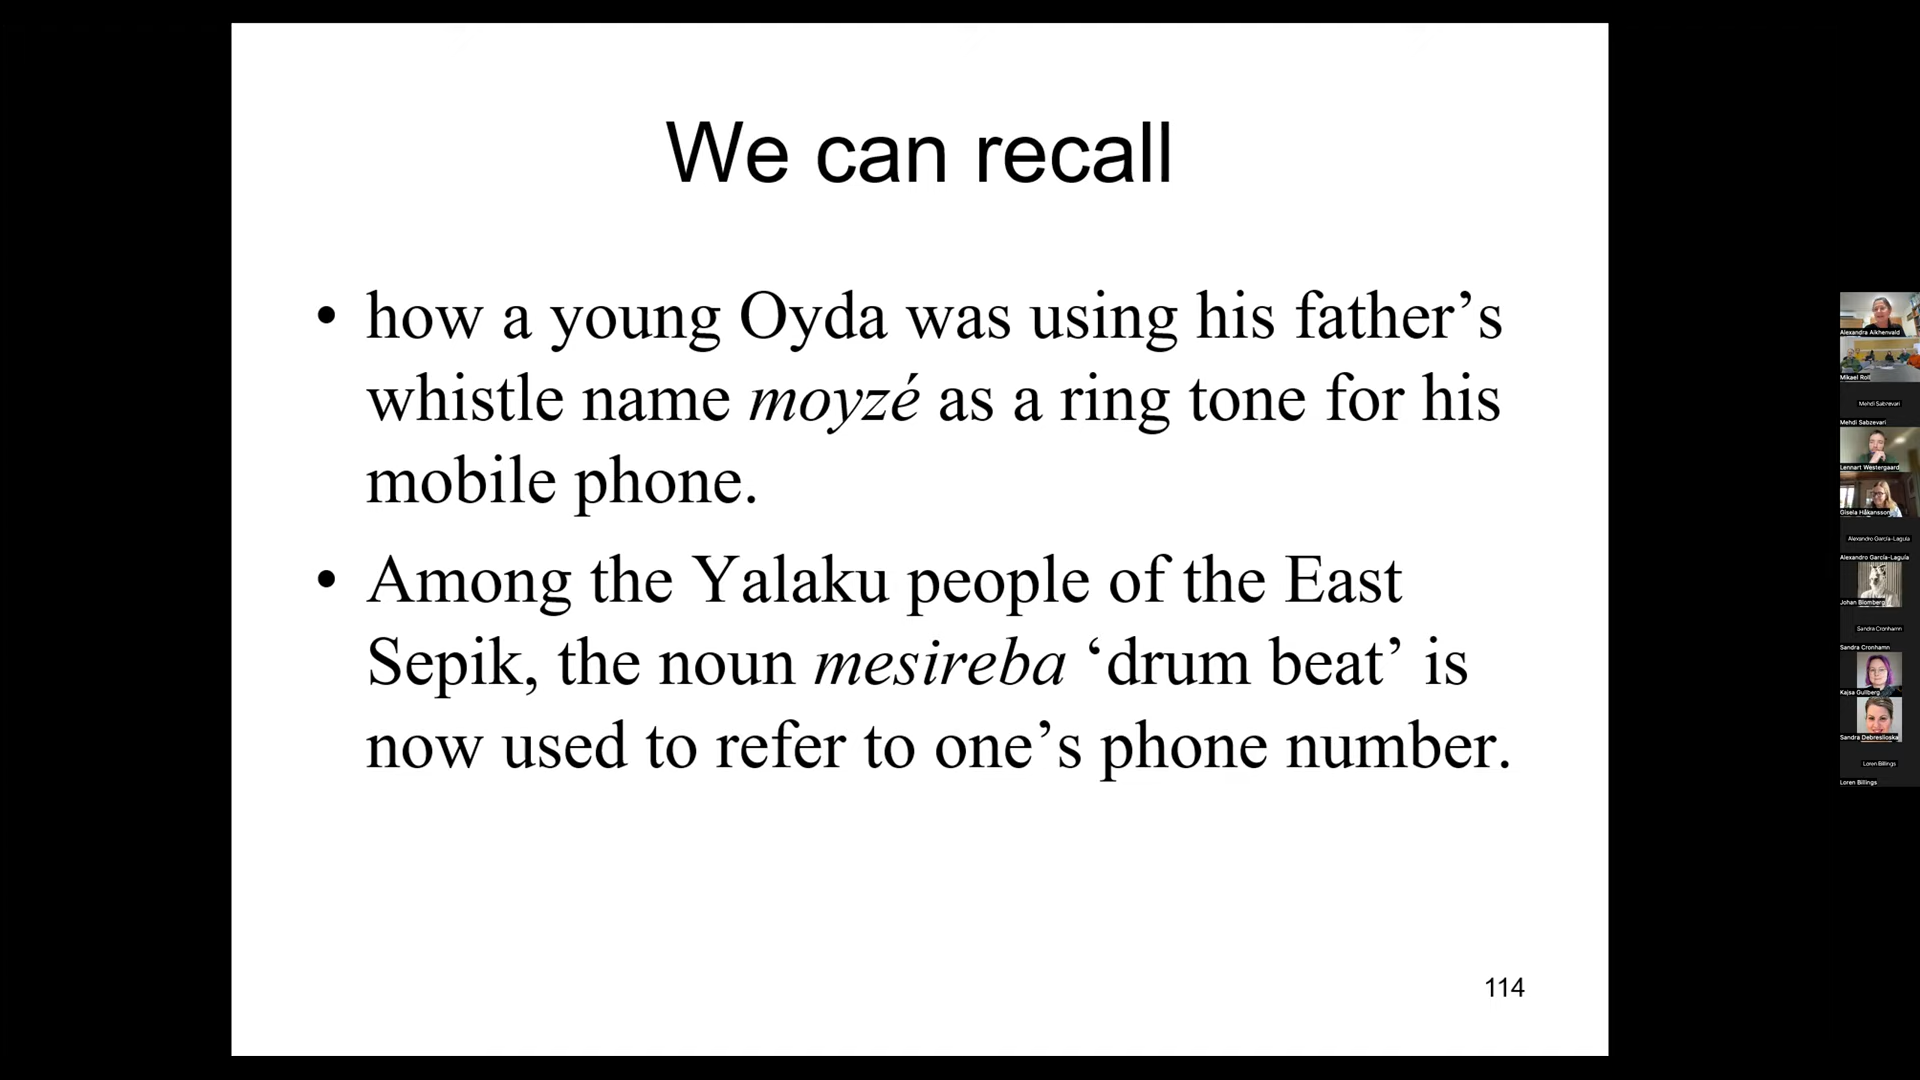 We can recall
• how a young Oyda was using his father’s
whistle name moyzé as a ring tone for his
mobile phone.
• Among the Yalaku people of the East
Sepik, the noun mesireba ‘drum beat’ is
now used to refer to one’s phone number.
114
Alexandra Aikhenvald
Mikael Roll
Mehdi Sabzevari
Mehdi Sabzevari
Lennart Westergaard
Gisela Håkansson
Alexandro García-Laguía
Alexandro García-Laguía
Johan Blomberg
Sandra Cronhamn
Sandra Cronhamn
Kajsa Gullberg
Sandra Debreslioska
Loren Billings
Loren Billings